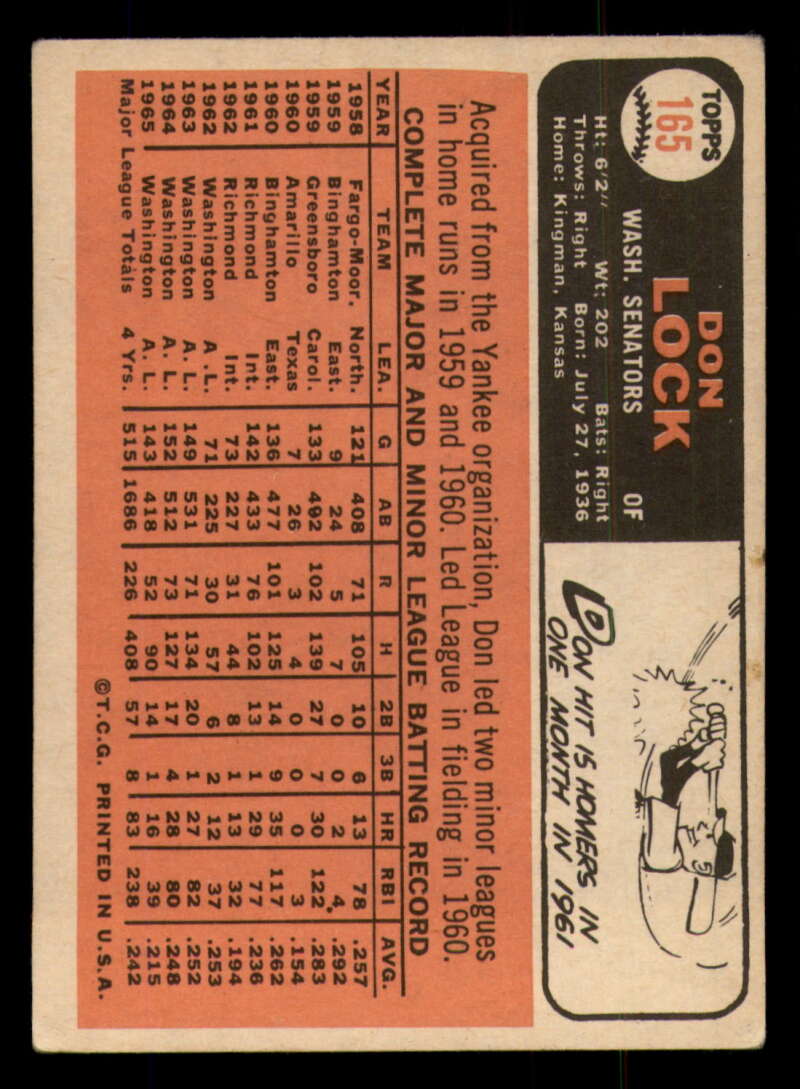 TOPPS
165
DON
LOCK
WASH. SENATORS OF
Ht: 6'2" Wt: 202 Bats: Right
Throws: Right Born: July 27, 1936
Home: Kingman, Kansas
DON HIT 15 HOMERS IN
ONE MONTH IN 1961
Acquired from the Yankee organization, Don led two minor leagues
in home runs in 1959 and 1960. Led League in fielding in 1960.
COMPLETE MAJOR AND MINOR LEAGUE BATTING RECORD
YEAR TEAM LEA. G AB R H 2B 3B HR RBI AVG.
1958 Fargo-Moor. North. 121 408 71 105 10 6 13 78 .257
1959 Binghamton East. 9 24 5 7 0 0 2 4 .292
1959 Greensboro Carol. 133 492 102 139 27 7 30 122 .283
1960 Amarillo Texas 7 26 3 4 0 0 0 3 .154
1960 Binghamton East. 136 477 101 125 14 9 35 117 .262
1961 Richmond Int. 142 433 76 102 13 1 29 77 .236
1962 Richmond Int. 73 227 31 44 8 1 13 32 .194
1962 Washington A.L. 71 225 30 57 6 2 12 37 .253
1963 Washington A.L. 149 531 71 134 20 1 27 82 .252
1964 Washington A.L. 152 512 73 127 17 4 28 80 .248
1965 Washington A.L. 143 418 52 90 14 1 16 39 .215
Major League Totals 4 Yrs. 515 1686 226 408 57 8 83 238 .242
©T.C.G. PRINTED IN U.S.A.